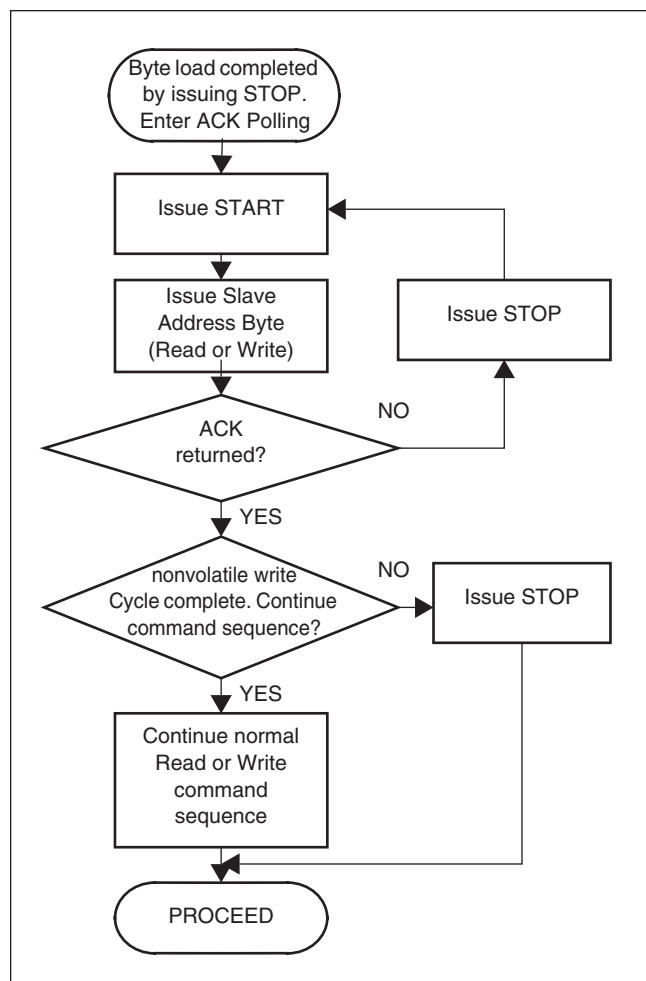 Byte load completed
by issuing STOP.
Enter ACK Polling
Issue START
Issue Slave
Address Byte
(Read or Write)
Issue STOP
ACK
returned?
NO
YES
nonvolatile write
Cycle complete. Continue
command sequence?
NO
Issue STOP
YES
Continue normal
Read or Write
command
sequence
PROCEED